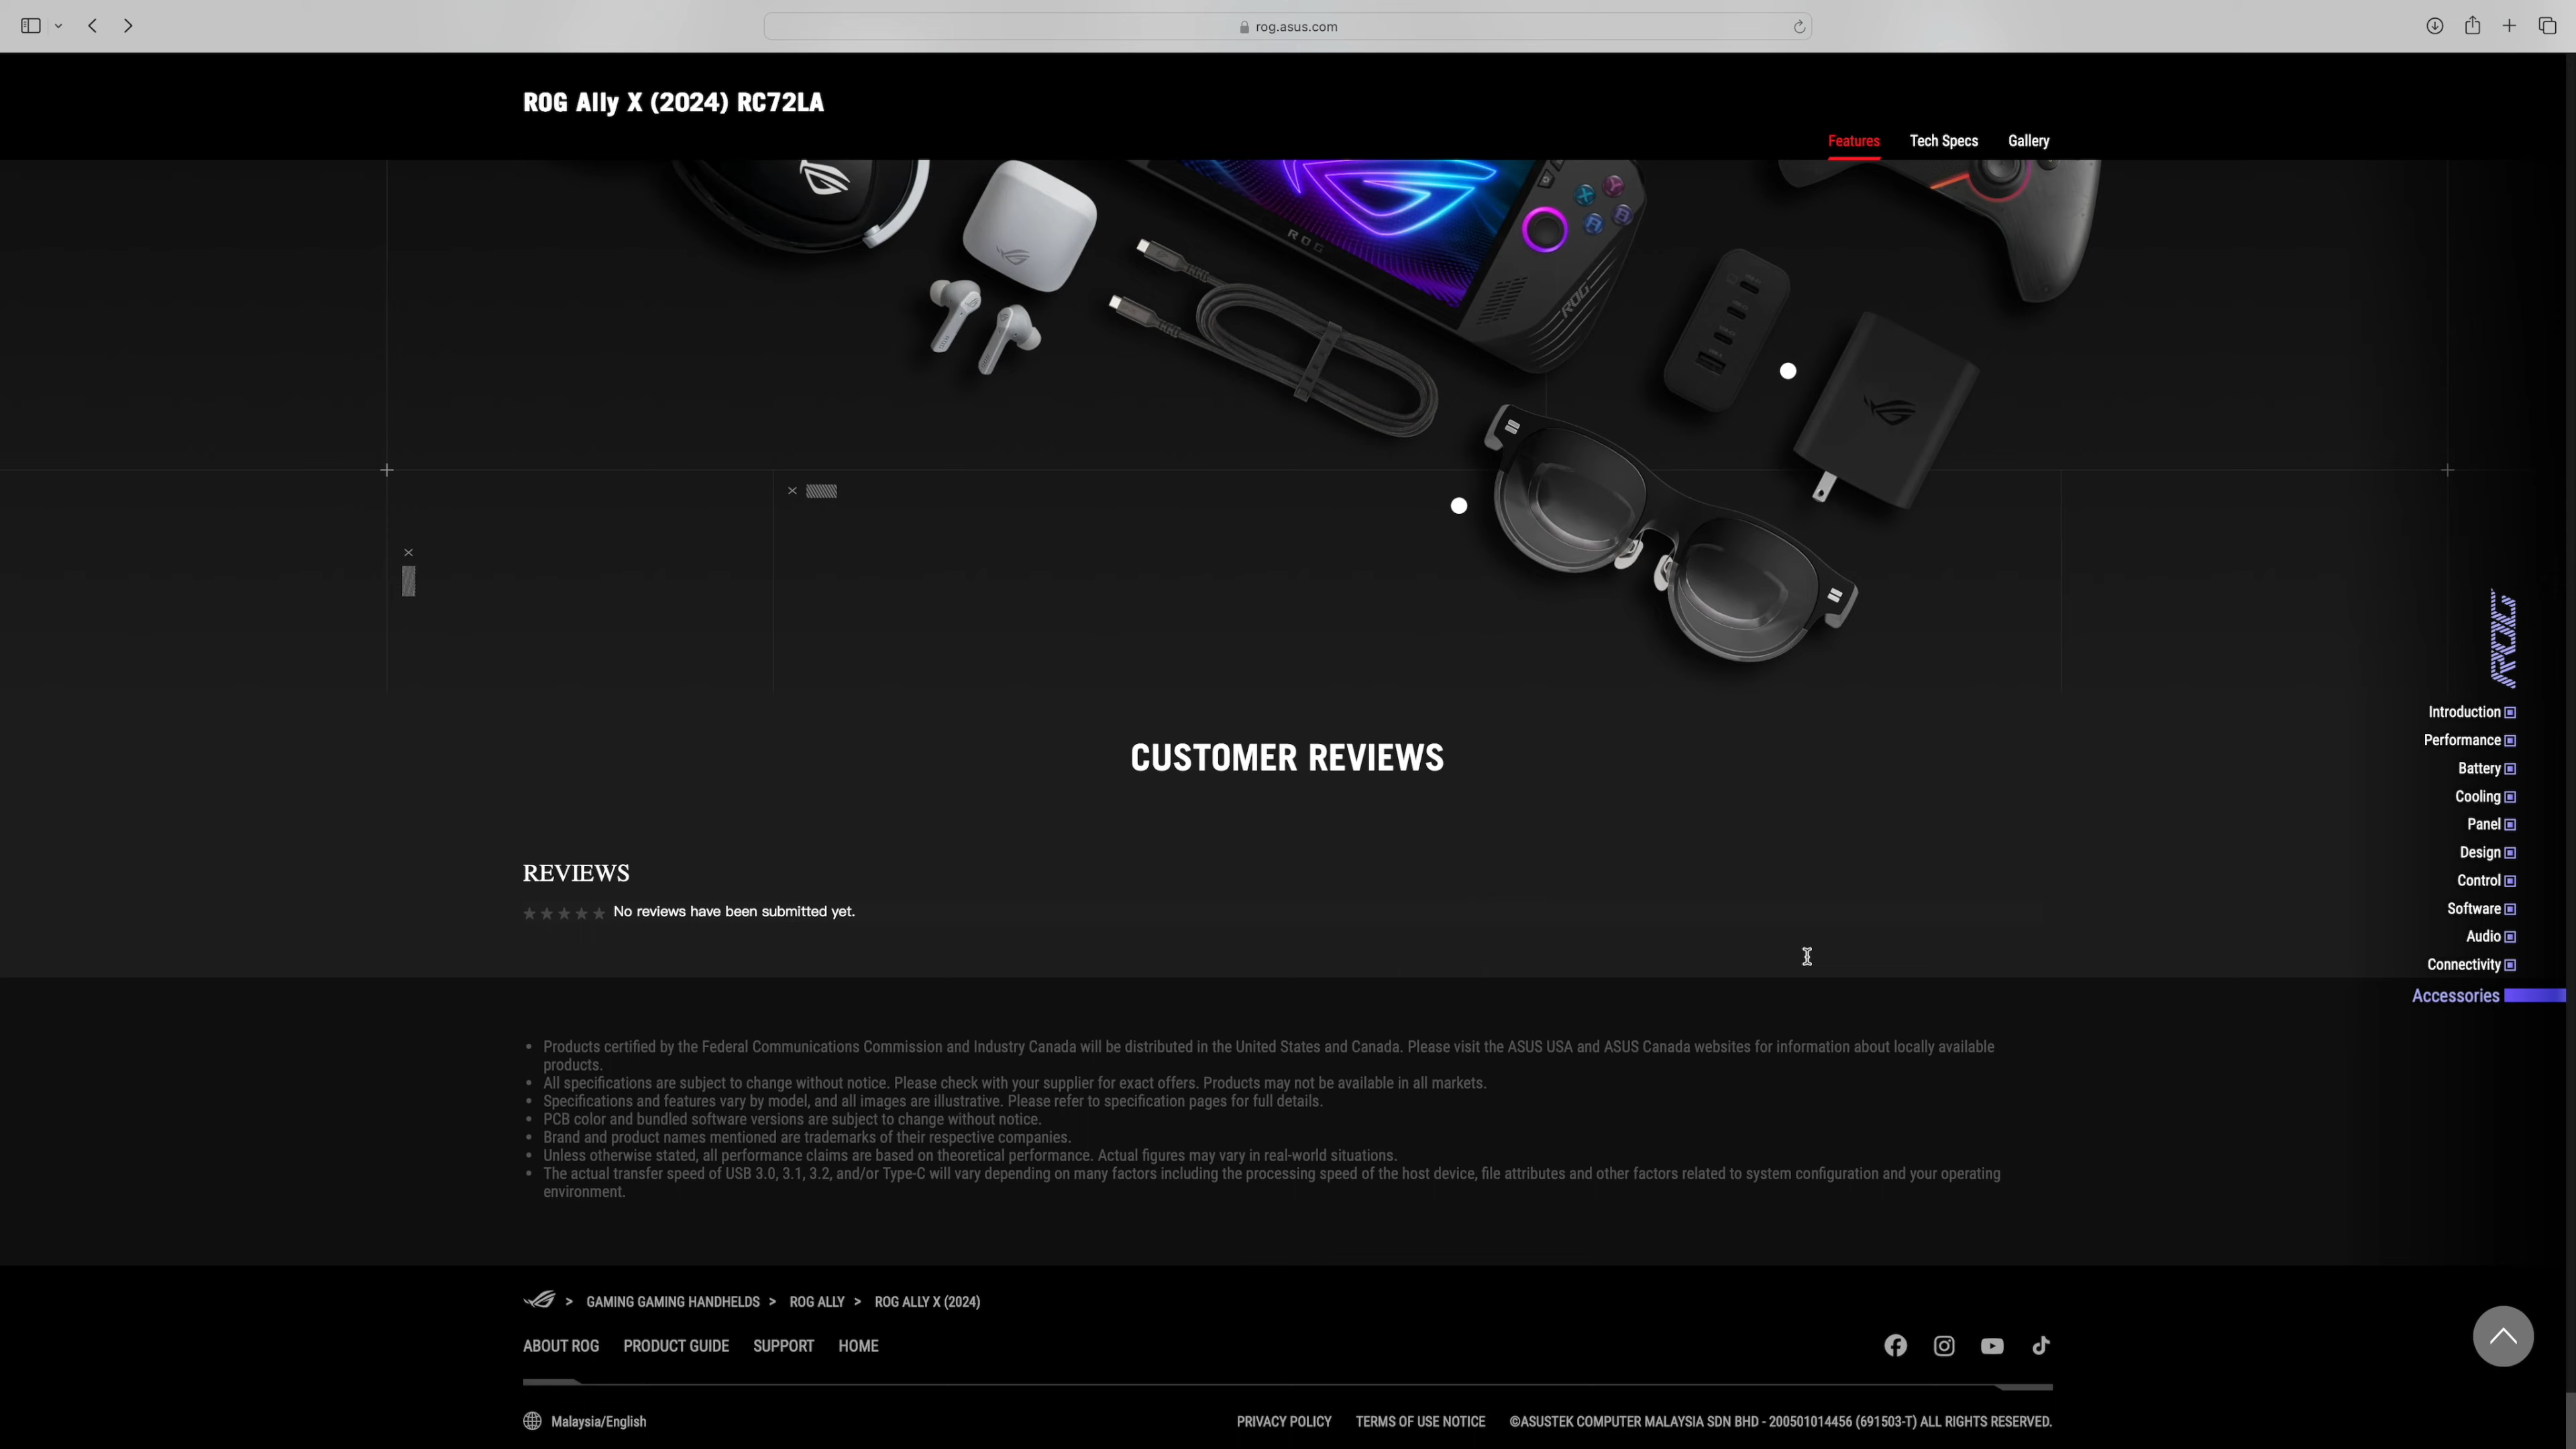 rog.asus.com
ROG Ally X (2024) RC72LA
Features Tech Specs Gallery
ROG
ROG
ROG
CUSTOMER REVIEWS
REVIEWS
No reviews have been submitted yet.
Introduction
Performance
Battery
Cooling
Panel
Design
Control
Software
Audio
Connectivity
Accessories
• Products certified by the Federal Communications Commission and Industry Canada will be distributed in the United States and Canada. Please visit the ASUS USA and ASUS Canada websites for information about locally available
products.
• All specifications are subject to change without notice. Please check with your supplier for exact offers. Products may not be available in all markets.
• Specifications and features vary by model, and all images are illustrative. Please refer to specification pages for full details.
• PCB color and bundled software versions are subject to change without notice.
• Brand and product names mentioned are trademarks of their respective companies.
• Unless otherwise stated, all performance claims are based on theoretical performance. Actual figures may vary in real-world situations.
• The actual transfer speed of USB 3.0, 3.1, 3.2, and/or Type-C will vary depending on many factors including the processing speed of the host device, file attributes and other factors related to system configuration and your operating
environment.
> GAMING GAMING HANDHELDS > ROG ALLY > ROG ALLY X (2024)
ABOUT ROG PRODUCT GUIDE SUPPORT HOME
Malaysia/English
PRIVACY POLICY TERMS OF USE NOTICE ©ASUSTEK COMPUTER MALAYSIA SDN BHD - 200501014456 (691503-T) ALL RIGHTS RESERVED.